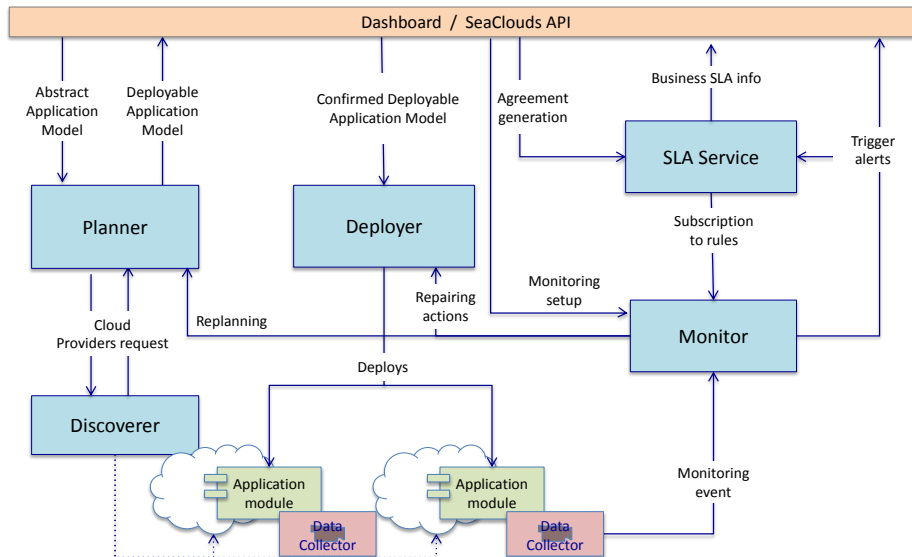 Dashboard / SeaClouds API
Abstract
Application
Model
Deployable
Application
Model
Confirmed Deployable
Application Model
Agreement
generation
Business SLA info
SLA Service
Trigger
alerts
Planner
Deployer
Subscription
to rules
Monitoring
setup
Repairing
actions
Replanning
Cloud
Providers request
Monitor
Deploys
Discoverer
Application
module
Data
Collector
Application
module
Data
Collector
Monitoring
event